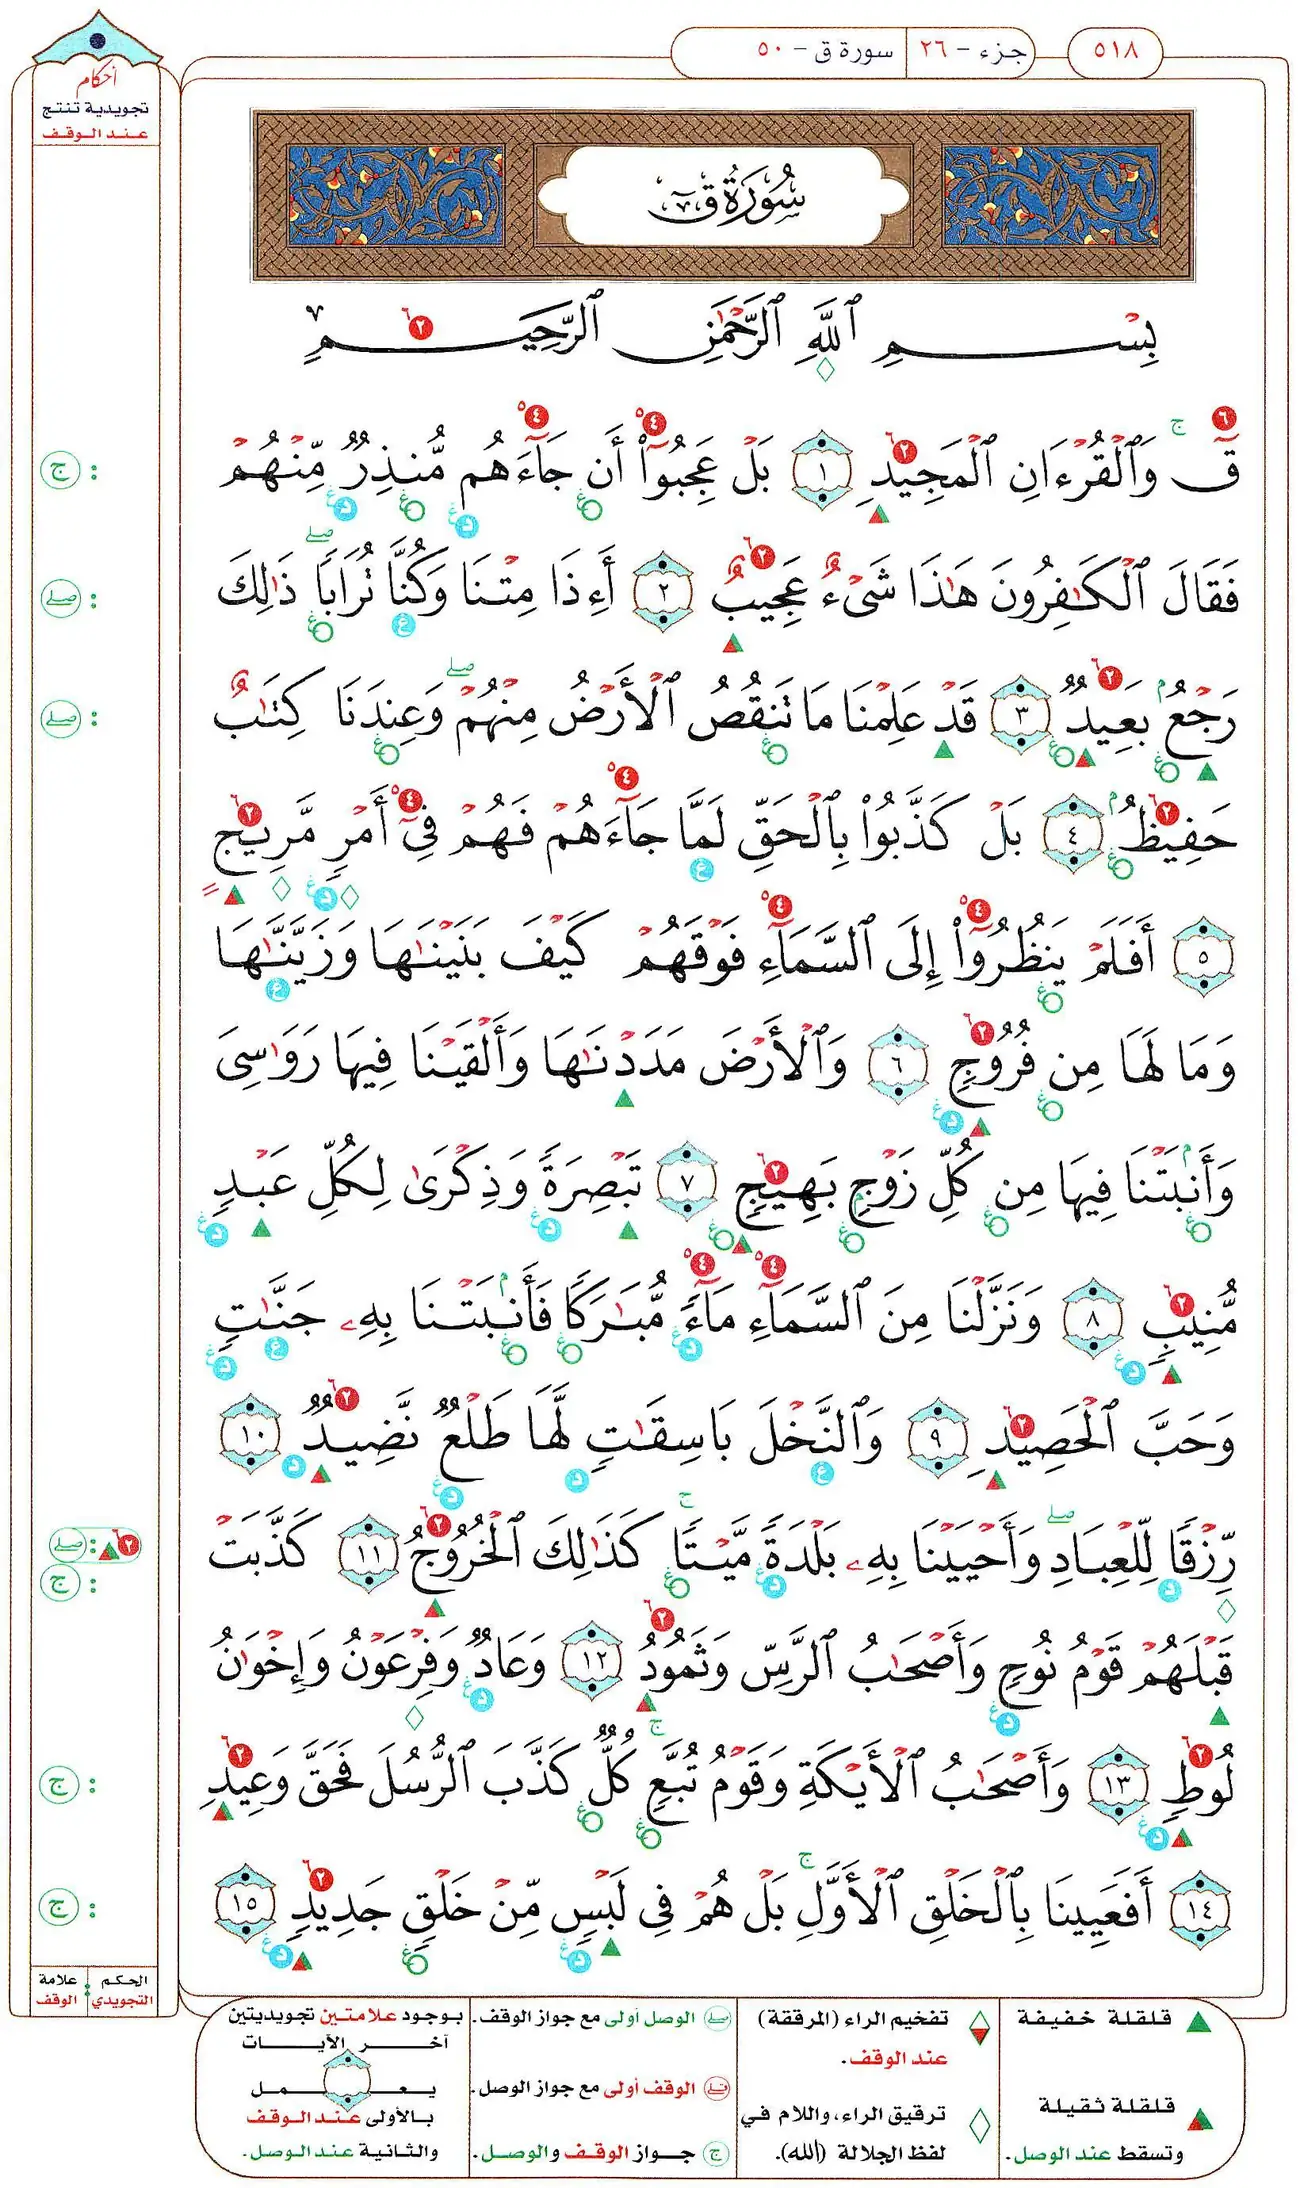 ٥١٨
جزء - ٢٦ سورة ق - ٥٠
أحكام
تجويدية تنتج
عند الوقف
سُورَةُ قٓ
بِسْمِ ٱللَّهِ ٱلرَّحْمَٰنِ ٱلرَّحِيمِ
قٓ ۚ وَٱلْقُرْءَانِ ٱلْمَجِيدِ ١ بَلْ عَجِبُوٓا۟ أَن جَآءَهُم مُّنذِرٌ مِّنْهُمْ
فَقَالَ ٱلْكَٰفِرُونَ هَٰذَا شَىْءٌ عَجِيبٌ ٢ أَءِذَا مِتْنَا وَكُنَّا تُرَابًا ۖ ذَٰلِكَ
رَجْعٌۢ بَعِيدٌ ٣ قَدْ عَلِمْنَا مَا تَنقُصُ ٱلْأَرْضُ مِنْهُمْ ۖ وَعِندَنَا كِتَٰبٌ
حَفِيظٌۢ ٤ بَلْ كَذَّبُوا۟ بِٱلْحَقِّ لَمَّا جَآءَهُمْ فَهُمْ فِىٓ أَمْرٍ مَّرِيجٍ
٥ أَفَلَمْ يَنظُرُوٓا۟ إِلَى ٱلسَّمَآءِ فَوْقَهُمْ كَيْفَ بَنَيْنَٰهَا وَزَيَّنَّٰهَا
وَمَا لَهَا مِن فُرُوجٍ ٦ وَٱلْأَرْضَ مَدَدْنَٰهَا وَأَلْقَيْنَا فِيهَا رَوَٰسِىَ
وَأَنۢبَتْنَا فِيهَا مِن كُلِّ زَوْجٍۭ بَهِيجٍ ٧ تَبْصِرَةً وَذِكْرَىٰ لِكُلِّ عَبْدٍ
مُّنِيبٍ ٨ وَنَزَّلْنَا مِنَ ٱلسَّمَآءِ مَآءً مُّبَٰرَكًا فَأَنۢبَتْنَا بِهِۦ جَنَّٰتٍ
وَحَبَّ ٱلْحَصِيدِ ٩ وَٱلنَّخْلَ بَاسِقَٰتٍ لَّهَا طَلْعٌ نَّضِيدٌ ١٠
رِّزْقًا لِّلْعِبَادِ ۖ وَأَحْيَيْنَا بِهِۦ بَلْدَةً مَّيْتًا ۚ كَذَٰلِكَ ٱلْخُرُوجُ ١١ كَذَّبَتْ
قَبْلَهُمْ قَوْمُ نُوحٍ وَأَصْحَٰبُ ٱلرَّسِّ وَثَمُودُ ١٢ وَعَادٌ وَفِرْعَوْنُ وَإِخْوَٰنُ
لُوطٍ ١٣ وَأَصْحَٰبُ ٱلْأَيْكَةِ وَقَوْمُ تُبَّعٍ ۚ كُلٌّ كَذَّبَ ٱلرُّسُلَ فَحَقَّ وَعِيدِ
١٤ أَفَعَيِينَا بِٱلْخَلْقِ ٱلْأَوَّلِ ۚ بَلْ هُمْ فِى لَبْسٍ مِّنْ خَلْقٍ جَدِيدٍ ١٥
ج :
صلے :
صلے :
صلے :
ج :
ج :
ج :
الحكم التجويدي : علامة الوقف
قلقلة خفيفة
قلقلة ثقيلة
وتسقط عند الوصل.
تفخيم الراء (المرققة)
عند الوقف.
ترقيق الراء، واللام في
لفظ الجلالة (الله).
صلے الوصل أولى مع جواز الوقف.
قلے الوقف أولى مع جواز الوصل.
ج جواز الوقف والوصل.
بوجود علامتين تجويديتين
آخر الآيات
يعمل
بالأولى عند الوقف
والثانية عند الوصل.